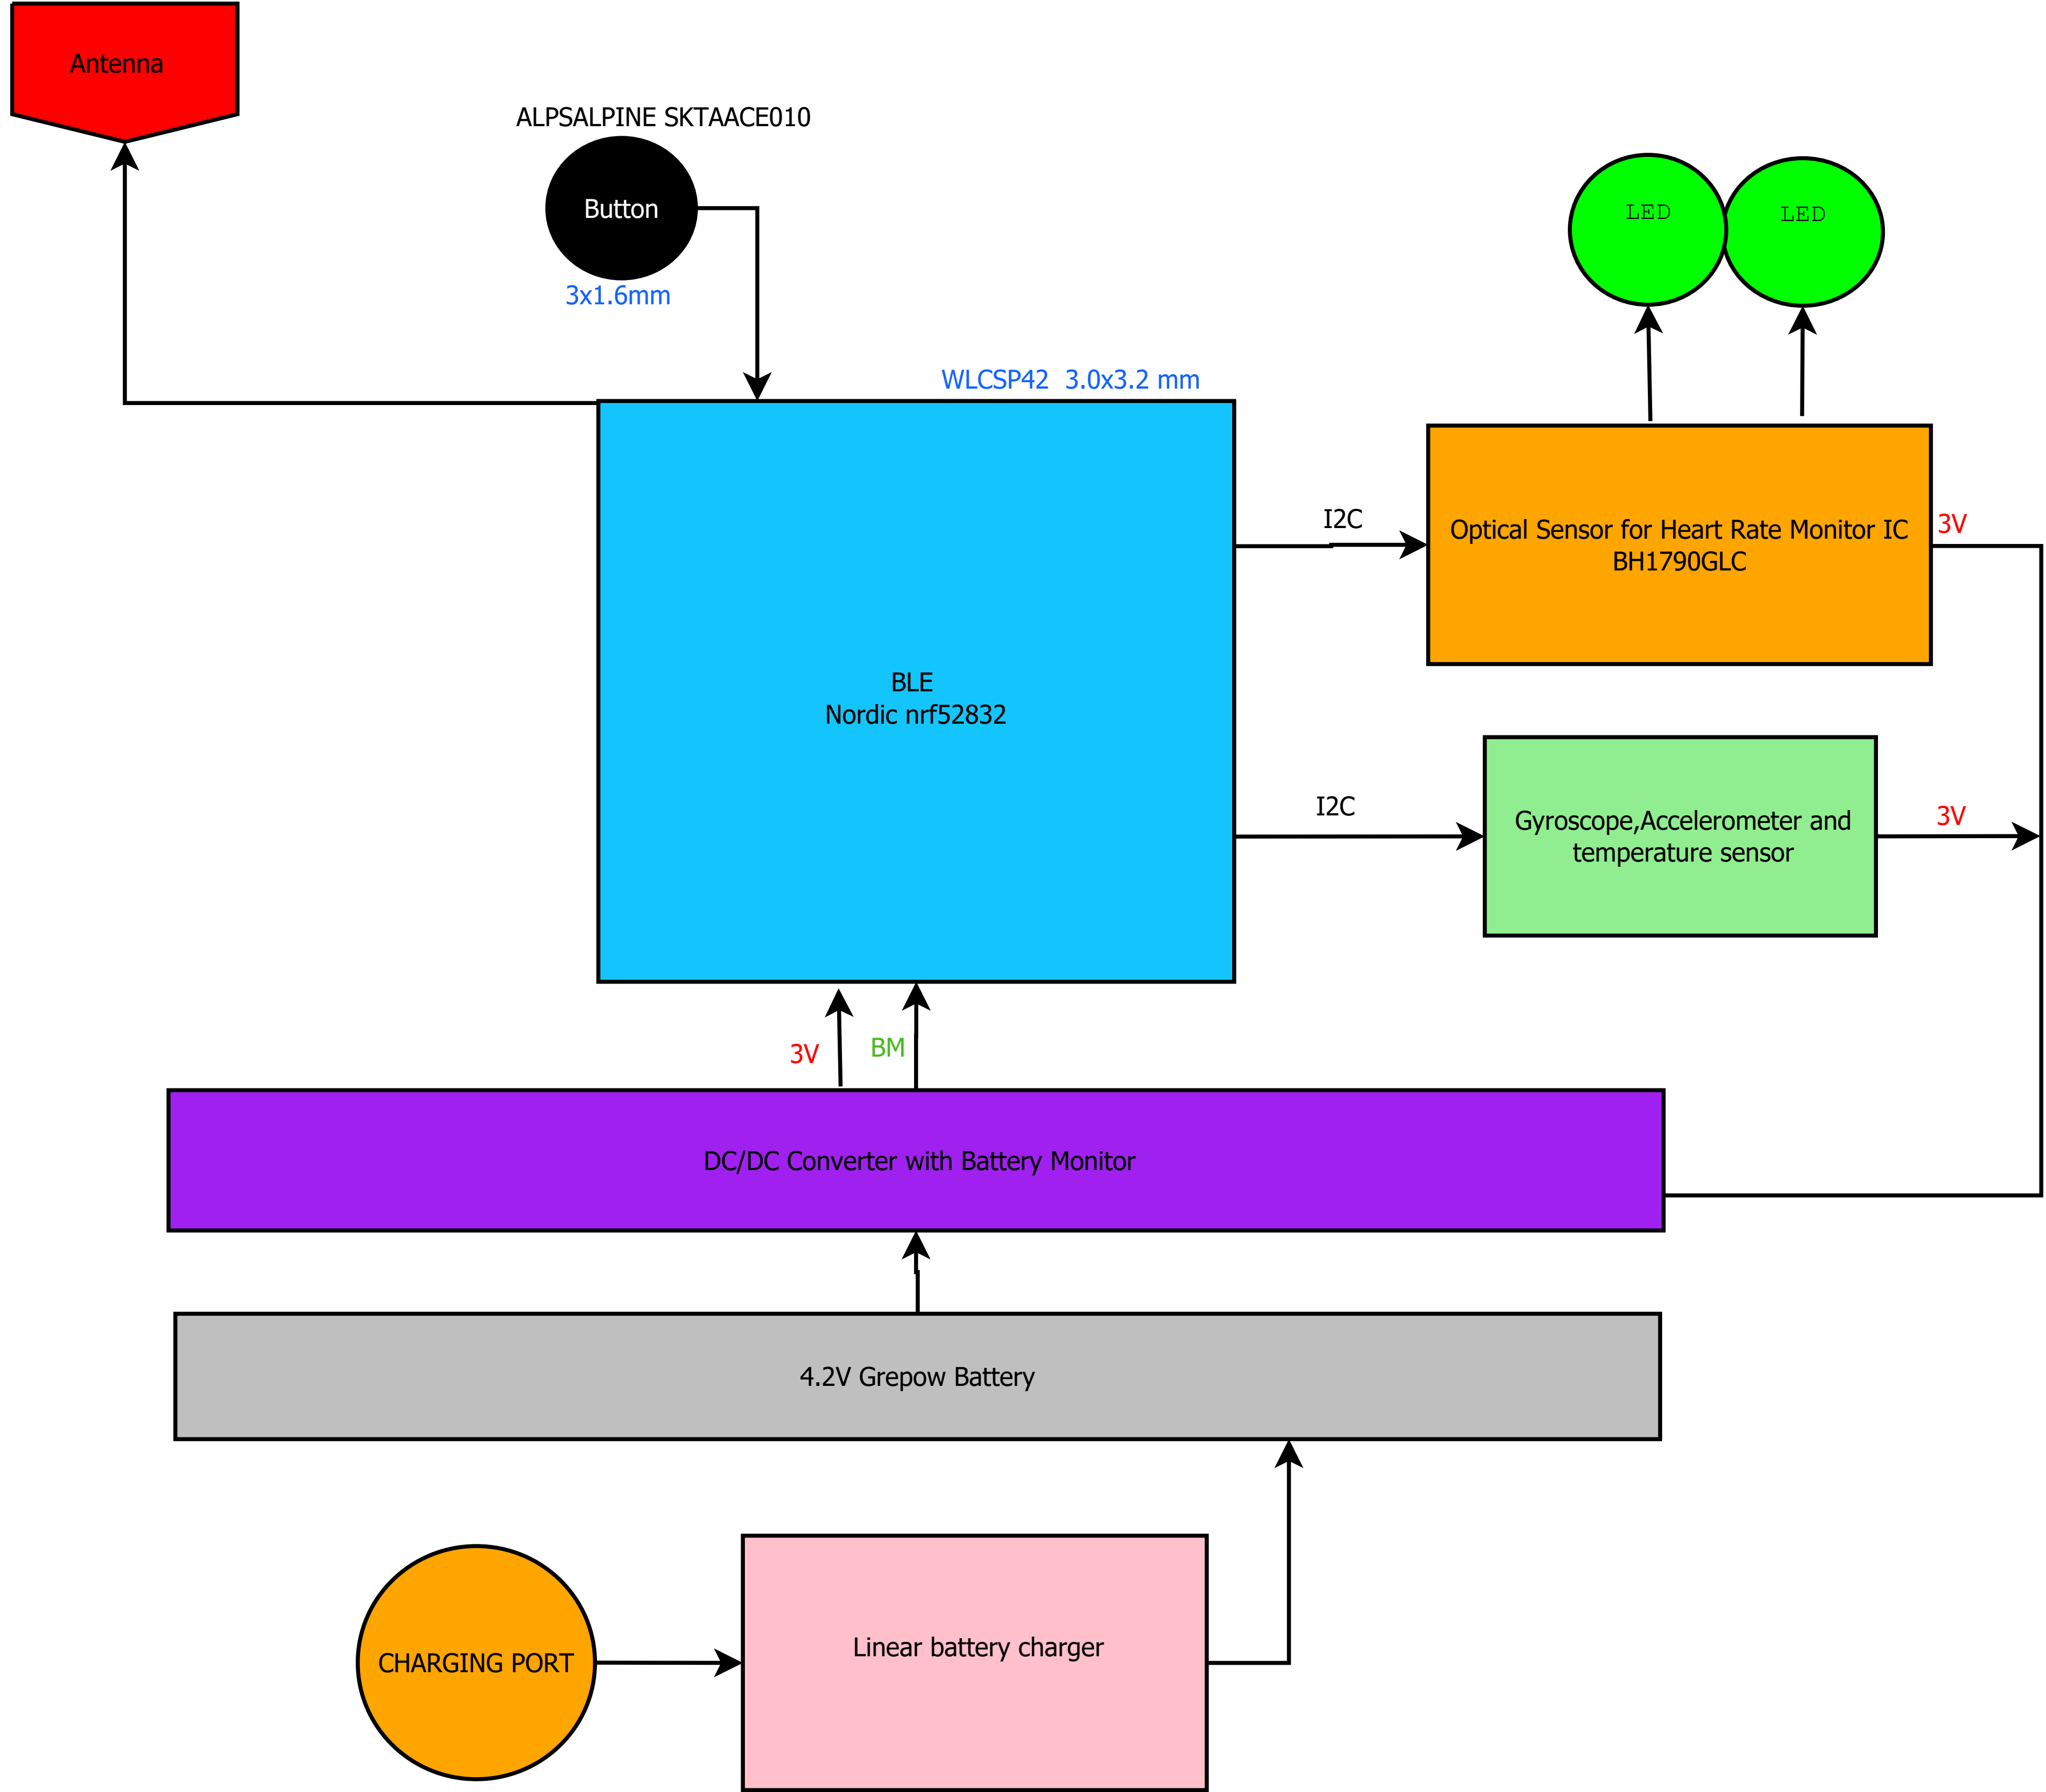 Antenna
ALPSALPINE SKTAACE010
Button
3x1.6mm
LED
LED
WLCSP42  3.0x3.2 mm
I2C
Optical Sensor for Heart Rate Monitor IC
BH1790GLC
3V
BLE
Nordic nrf52832
I2C
Gyroscope,Accelerometer and
temperature sensor
3V
3V
BM
DC/DC Converter with Battery Monitor
4.2V Grepow Battery
CHARGING PORT
Linear battery charger